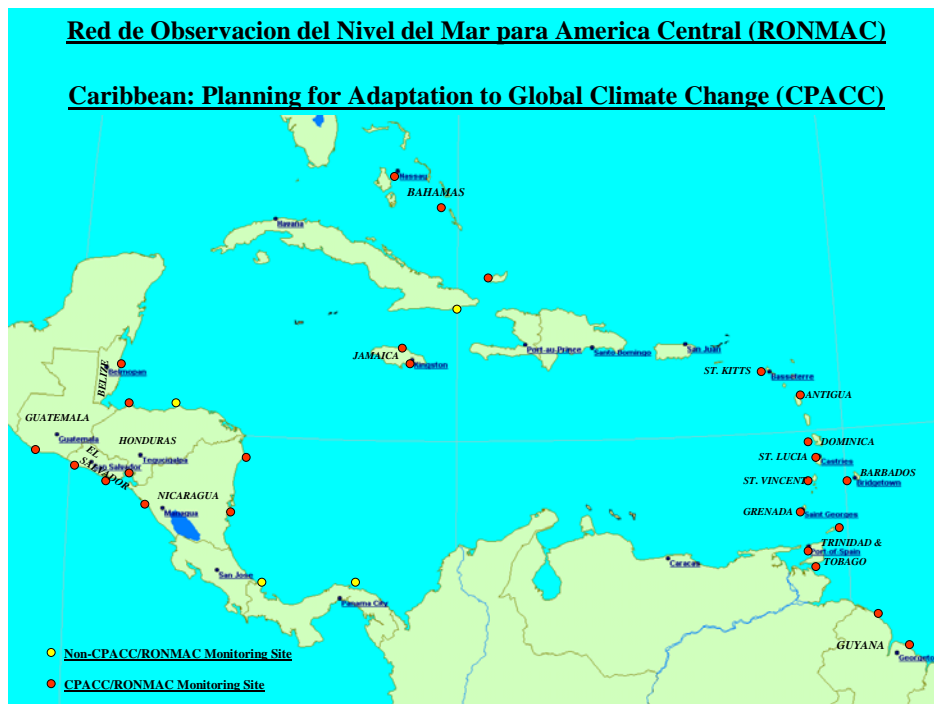 Red de Observacion del Nivel del Mar para America Central (RONMAC)
Caribbean: Planning for Adaptation to Global Climate Change (CPACC)
Nassau
BAHAMAS
Havana
JAMAICA
Kingston
Port-au-Prince
Santo Domingo
San Juan
ST. KITTS
Basseterre
ANTIGUA
BELIZE
Belmopan
GUATEMALA
Guatemala
HONDURAS
Tegucigalpa
EL
SALVADOR
San Salvador
NICARAGUA
Managua
DOMINICA
ST. LUCIA
Castries
ST. VINCENT
BARBADOS
Bridgetown
GRENADA
Saint Georges
TRINIDAD &
TOBAGO
Port-of Spain
Caracas
San Jose
Panama City
GUYANA
Georgeto
Non-CPACC/RONMAC Monitoring Site
CPACC/RONMAC Monitoring Site